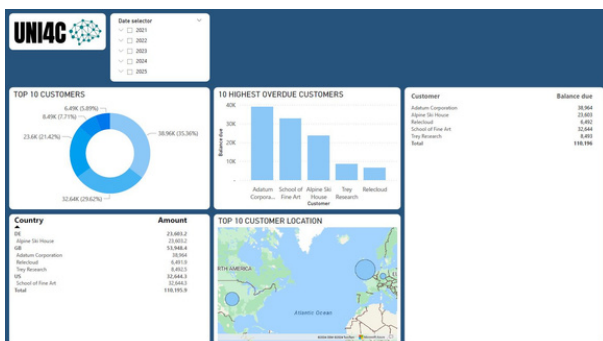 UNI4C
Date selector
2021
2022
2023
2024
2025
TOP 10 CUSTOMERS
6.49K (5.89%)
6.49K (7.71%)
23.6K (21.42%)
38.96K (35.36%)
32.64K (29.62%)
10 HIGHEST OVERDUE CUSTOMERS
Balance due
40K
30K
20K
10K
Adatum Corpora...
School of Fine Art
Alpine Ski House
Trey Research
Relecloud
Customer
Customer Balance due
Adatum Corporation 38,964
Alpine Ski House 23,603
Relecloud 6,492
School of Fine Art 32,644
Trey Research 8,493
Total 110,196
Country Amount
DE 23,603.2
Alpine Ski House 23,603.2
GB 53,948.4
Adatum Corporation 38,964
Relecloud 6,491.9
Trey Research 8,492.5
US 32,644.3
School of Fine Art 32,644.3
Total 110,195.9
TOP 10 CUSTOMER LOCATION
NORTH AMERICA
Atlantic Ocean